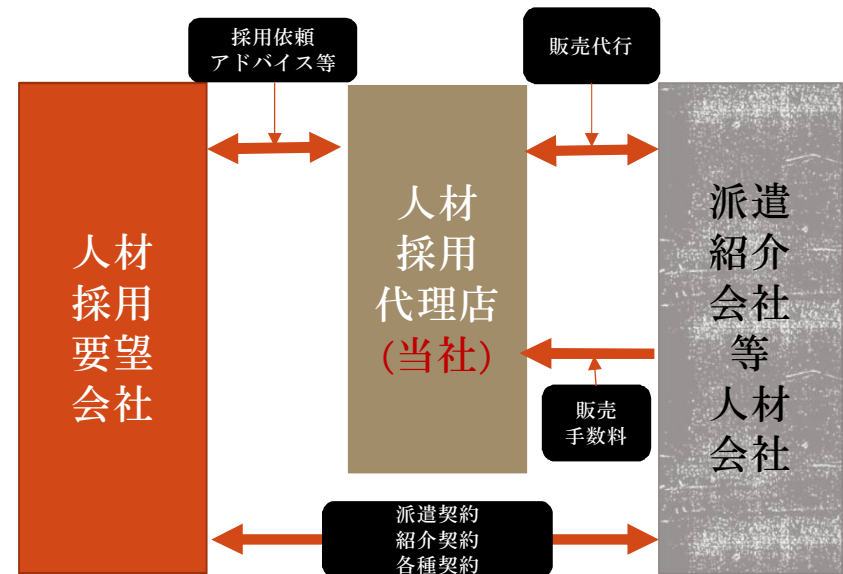 採用依頼
アドバイス等
販売代行
人材
採用
要望
会社
人材
採用
代理店
(当社)
派遣
紹介
会社
等
人材
会社
販売
手数料
派遣契約
紹介契約
各種契約